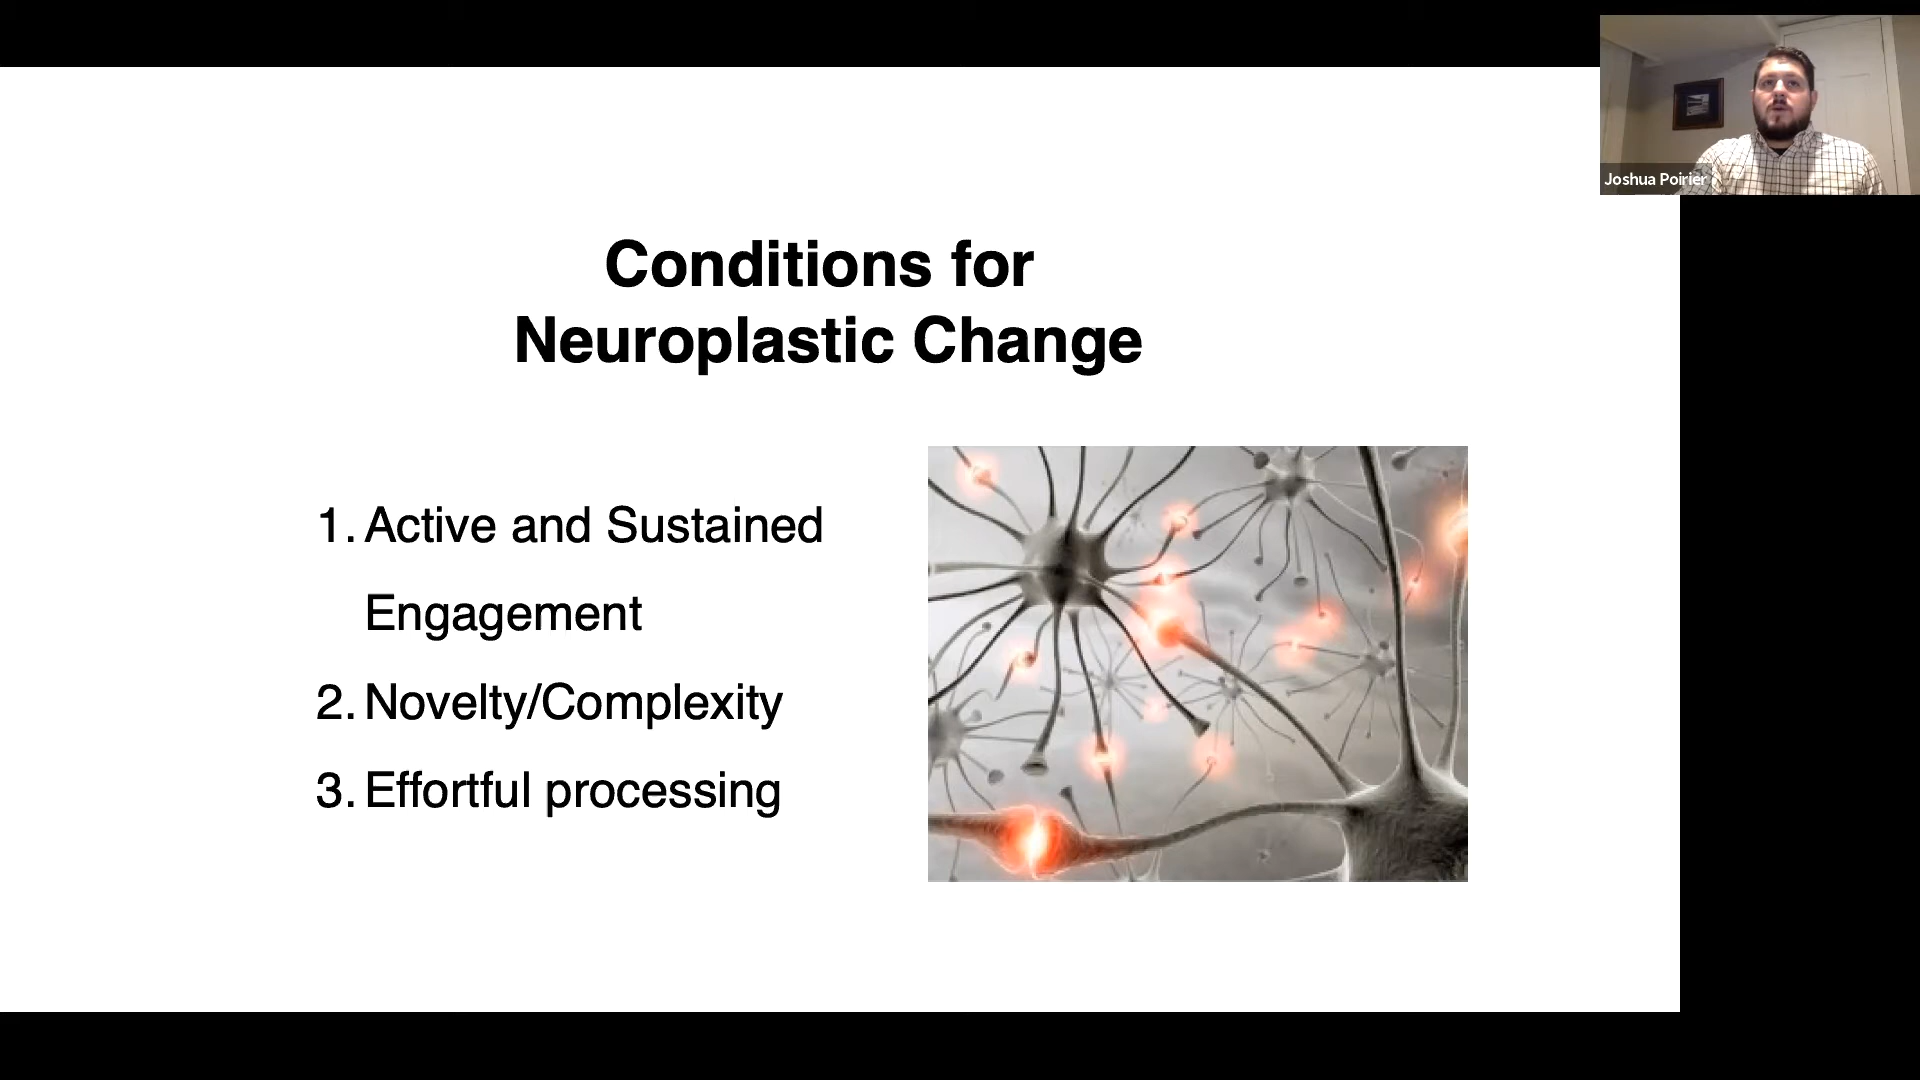 Joshua Poirier
Conditions for
Neuroplastic Change
1. Active and Sustained
Engagement
2. Novelty/Complexity
3. Effortful processing